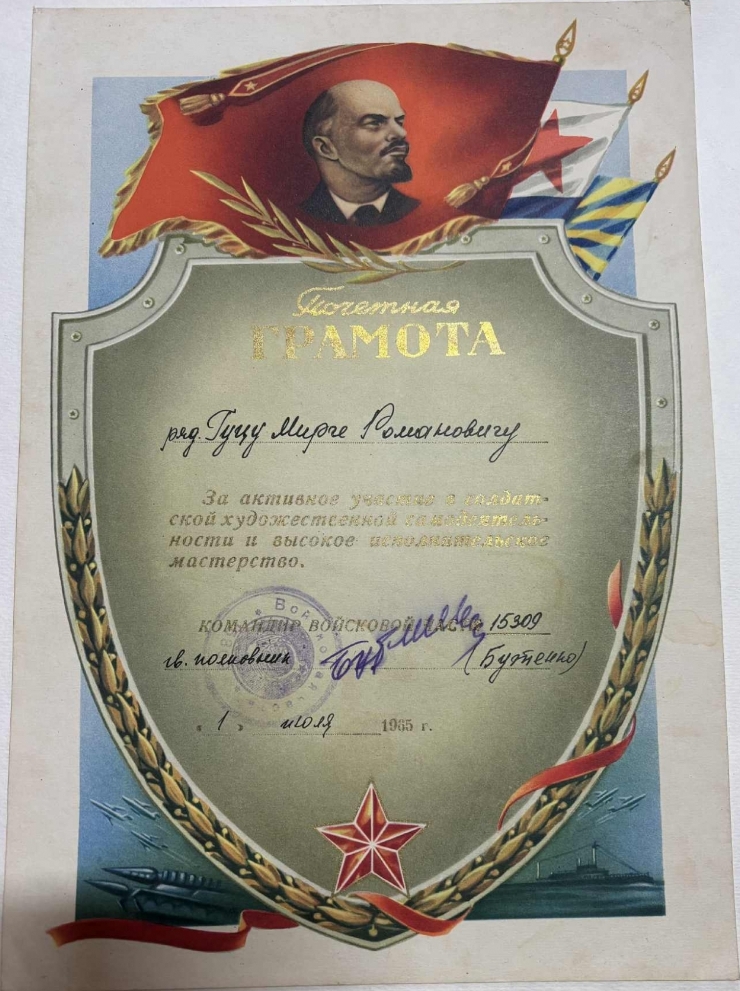 Почетная
ГРАМОТА
ряд. Гуцу Мирче Романовичу
За активное участие в солдат-
ской художественной самодеятель-
ности и высокое исполнительское
мастерство.
КОМАНДИР ВОЙСКОВОЙ ЧАСТИ 15309
гв. полковник (Бутенко)
« 1 » июля 1965 г.